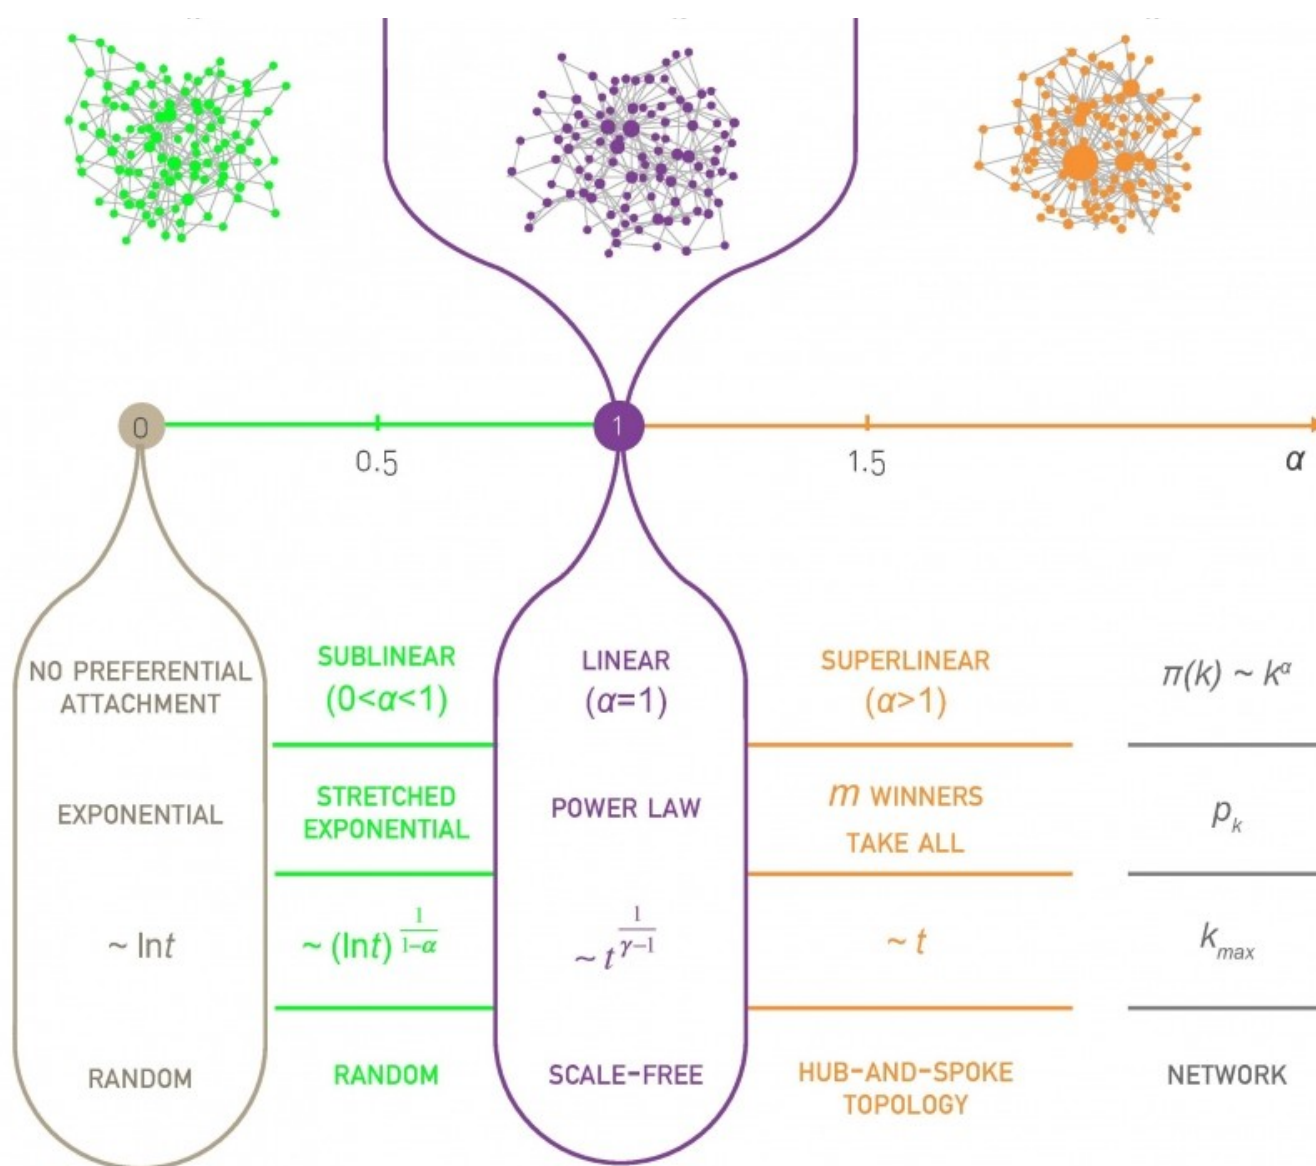 0
1
0.5
1.5
α
NO PREFERENTIAL
ATTACHMENT
SUBLINEAR
(0<α<1)
LINEAR
(α=1)
SUPERLINEAR
(α>1)
π(k) ~ k^α
EXPONENTIAL
STRETCHED
EXPONENTIAL
POWER LAW
m WINNERS
TAKE ALL
p_k
~ lnt
~ (lnt)^{1/(1−α)}
~ t^{1/(γ−1)}
~ t
k_max
RANDOM
RANDOM
SCALE-FREE
HUB-AND-SPOKE
TOPOLOGY
NETWORK